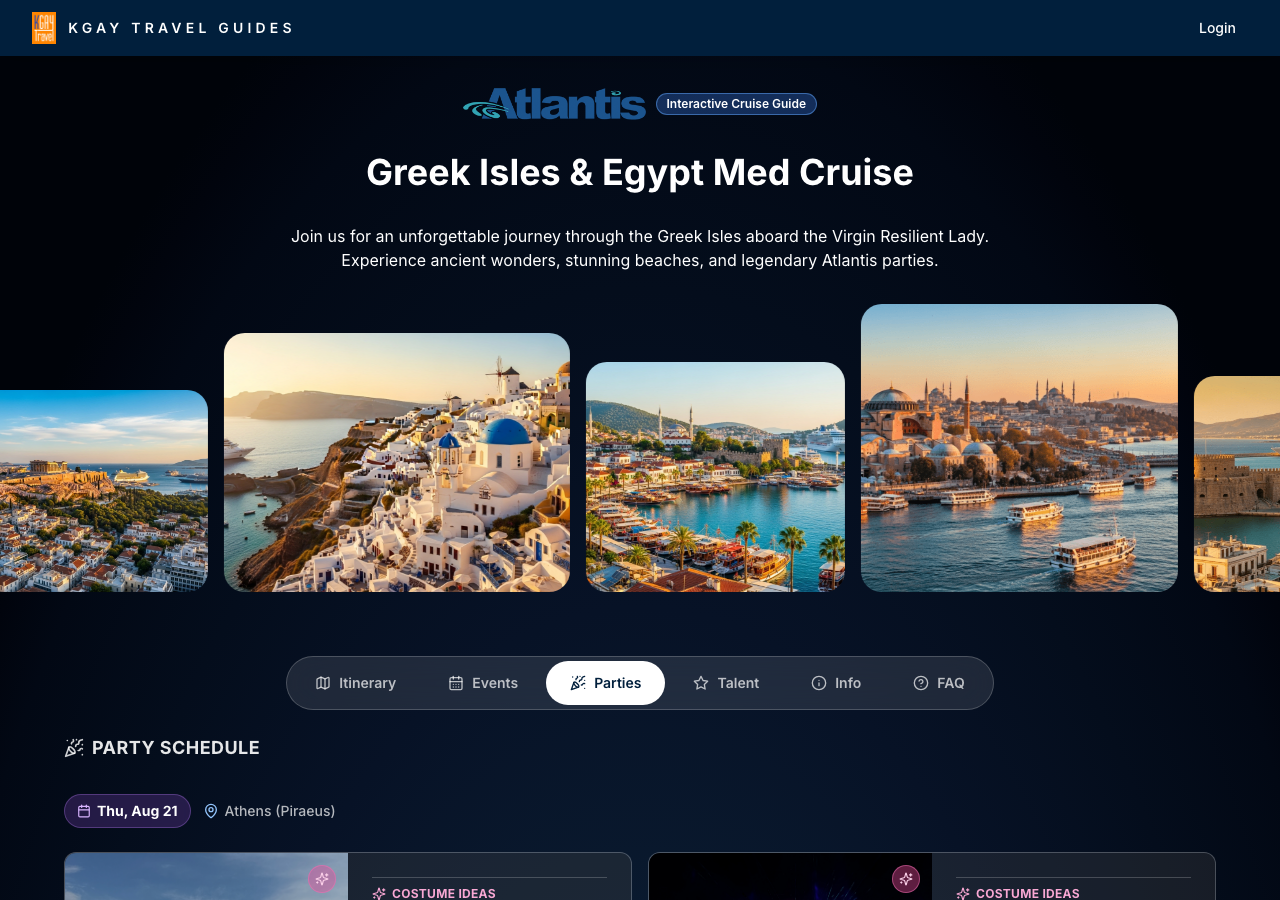 KGAY TRAVEL GUIDES
Login
Atlantis
Interactive Cruise Guide
Greek Isles & Egypt Med Cruise
Join us for an unforgettable journey through the Greek Isles aboard the Virgin Resilient Lady.
Experience ancient wonders, stunning beaches, and legendary Atlantis parties.
Itinerary
Events
Parties
Talent
Info
FAQ
PARTY SCHEDULE
Thu, Aug 21
Athens (Piraeus)
COSTUME IDEAS
COSTUME IDEAS